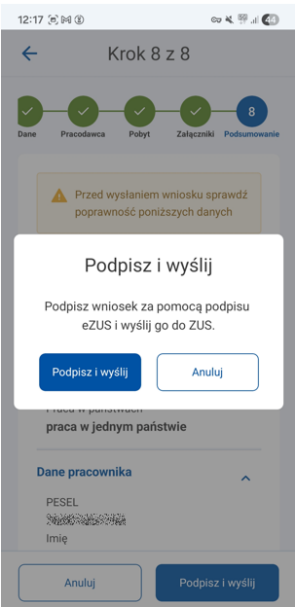 12:17
44
Krok 8 z 8
8
Dane Pracodawca Pobyt Załączniki Podsumowanie
Przed wysłaniem wniosku sprawdź
poprawność poniższych danych
Podpisz i wyślij
Podpisz wniosek za pomocą podpisu
eZUS i wyślij go do ZUS.
Podpisz i wyślij Anuluj
Praca w państwach
praca w jednym państwie
Dane pracownika
PESEL
Imię
Anuluj Podpisz i wyślij